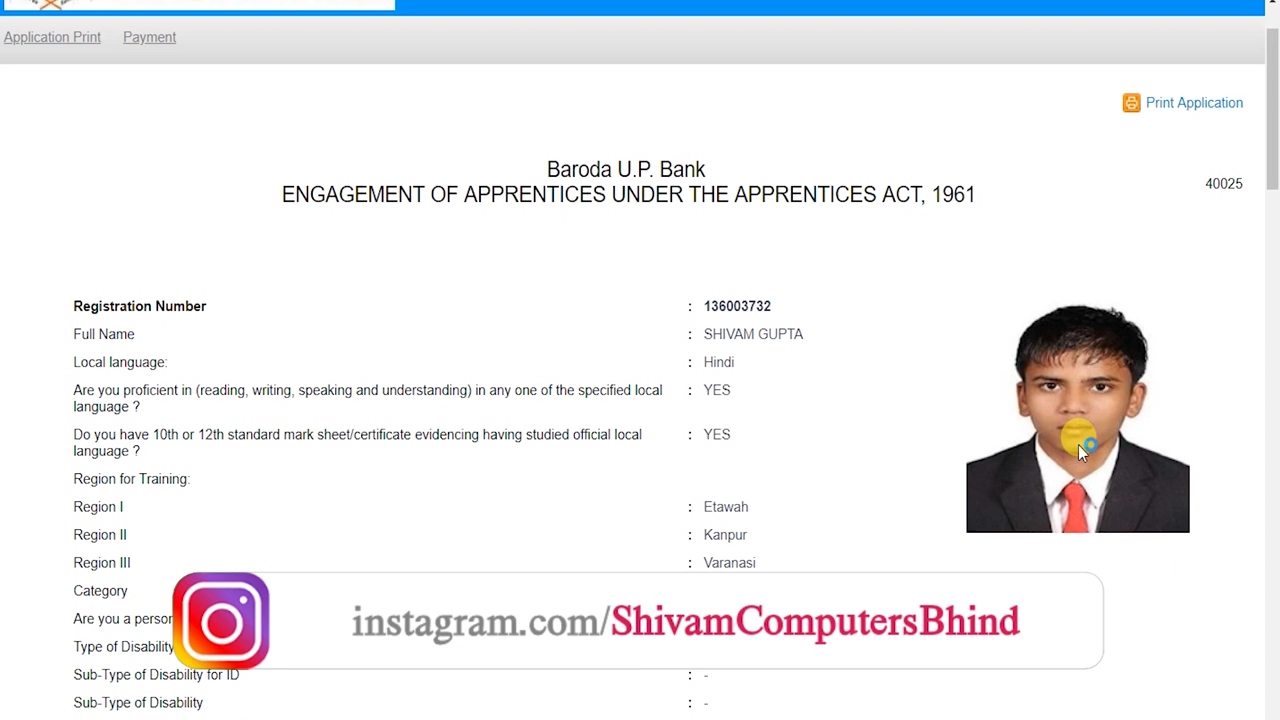 Application Print Payment
Print Application
Baroda U.P. Bank
ENGAGEMENT OF APPRENTICES UNDER THE APPRENTICES ACT, 1961
40025
Registration Number : 136003732
Full Name : SHIVAM GUPTA
Local language: : Hindi
Are you proficient in (reading, writing, speaking and understanding) in any one of the specified local : YES
language ?
Do you have 10th or 12th standard mark sheet/certificate evidencing having studied official local : YES
language ?
Region for Training:
Region I : Etawah
Region II : Kanpur
Region III : Varanasi
Category
Are you a person
instagram.com/ShivamComputersBhind
Type of Disability
Sub-Type of Disability for ID : -
Sub-Type of Disability : -